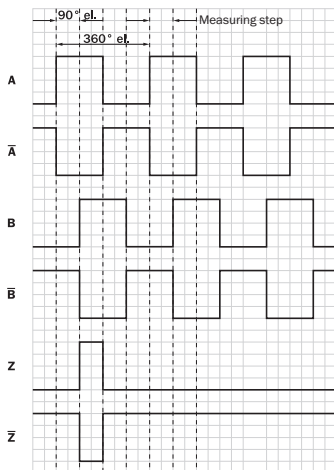 90° el.
Measuring step
360° el.
A
A̅
B
B̅
Z
Z̅